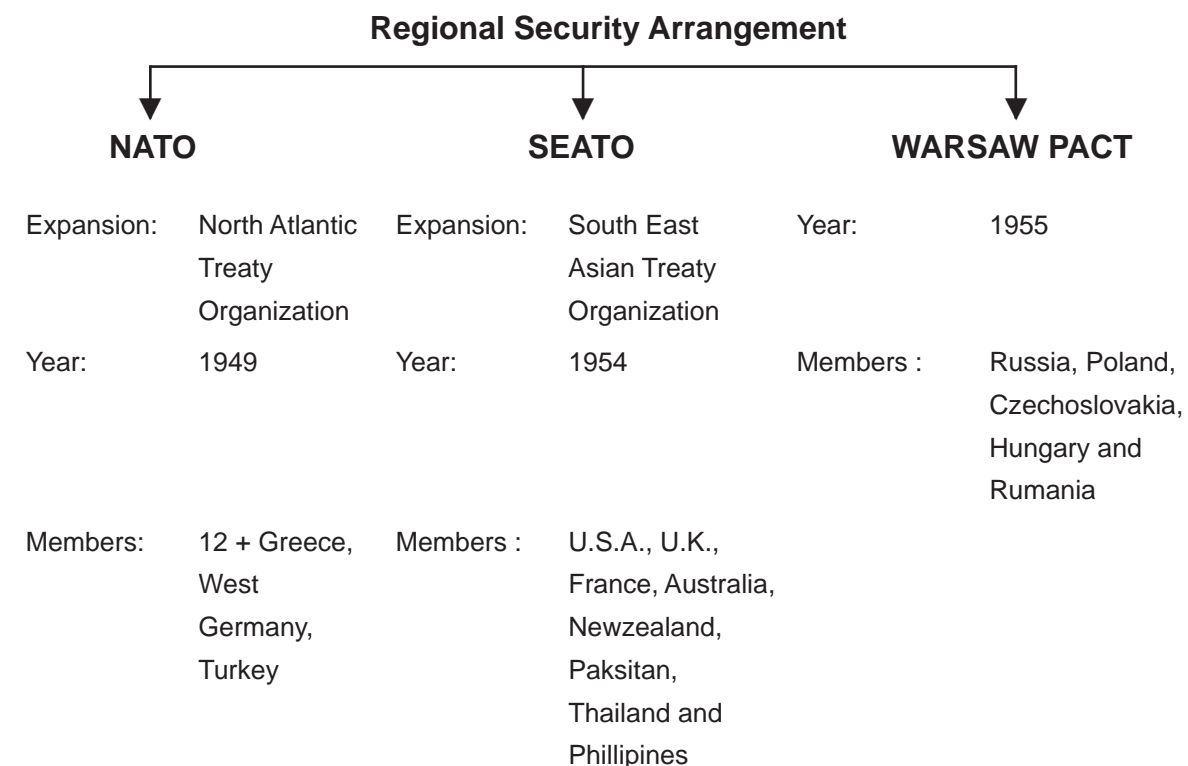 Regional Security Arrangement
NATO
SEATO
WARSAW PACT
Expansion: North Atlantic
Treaty
Organization
Expansion: South East
Asian Treaty
Organization
Year: 1955
Year: 1949
Year: 1954
Members : Russia, Poland,
Czechoslovakia,
Hungary and
Rumania
Members: 12 + Greece,
West
Germany,
Turkey
Members : U.S.A., U.K.,
France, Australia,
Newzealand,
Paksitan,
Thailand and
Phillipines